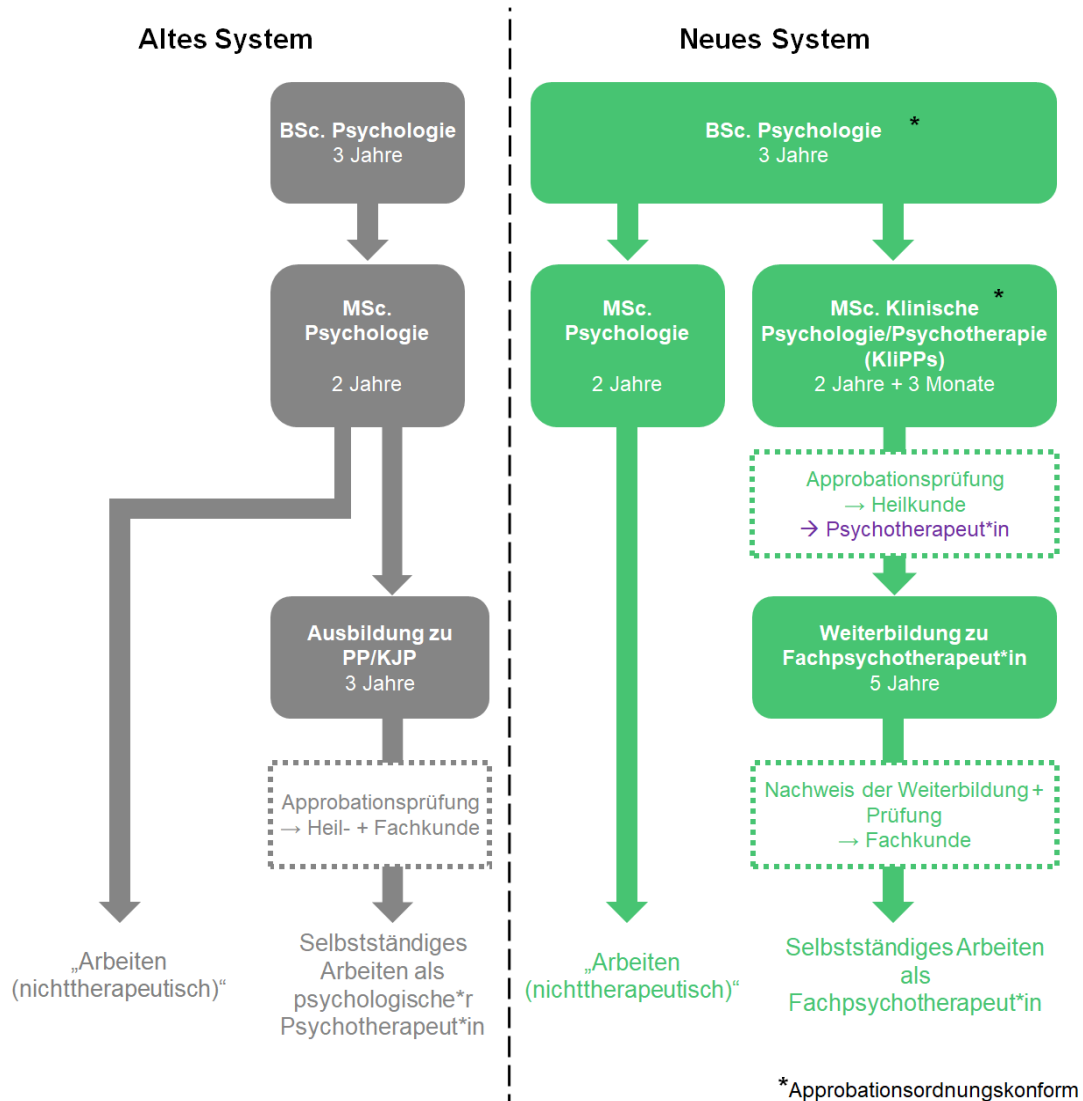 Altes System
BSc. Psychologie
3 Jahre
MSc.
Psychologie
2 Jahre
Ausbildung zu
PP/KJP
3 Jahre
Approbationsprüfung
→ Heil- + Fachkunde
„Arbeiten
(nichttherapeutisch)“
Selbstständiges
Arbeiten als
psychologische*r
Psychotherapeut*in
Neues System
BSc. Psychologie *
3 Jahre
MSc.
Psychologie
2 Jahre
MSc. Klinische *
Psychologie/Psychotherapie
(KliPPs)
2 Jahre + 3 Monate
Approbationsprüfung
→ Heilkunde
→ Psychotherapeut*in
Weiterbildung zu
Fachpsychotherapeut*in
5 Jahre
Nachweis der Weiterbildung +
Prüfung
→ Fachkunde
„Arbeiten
(nichttherapeutisch)“
Selbstständiges Arbeiten
als
Fachpsychotherapeut*in
*Approbationsordnungskonform